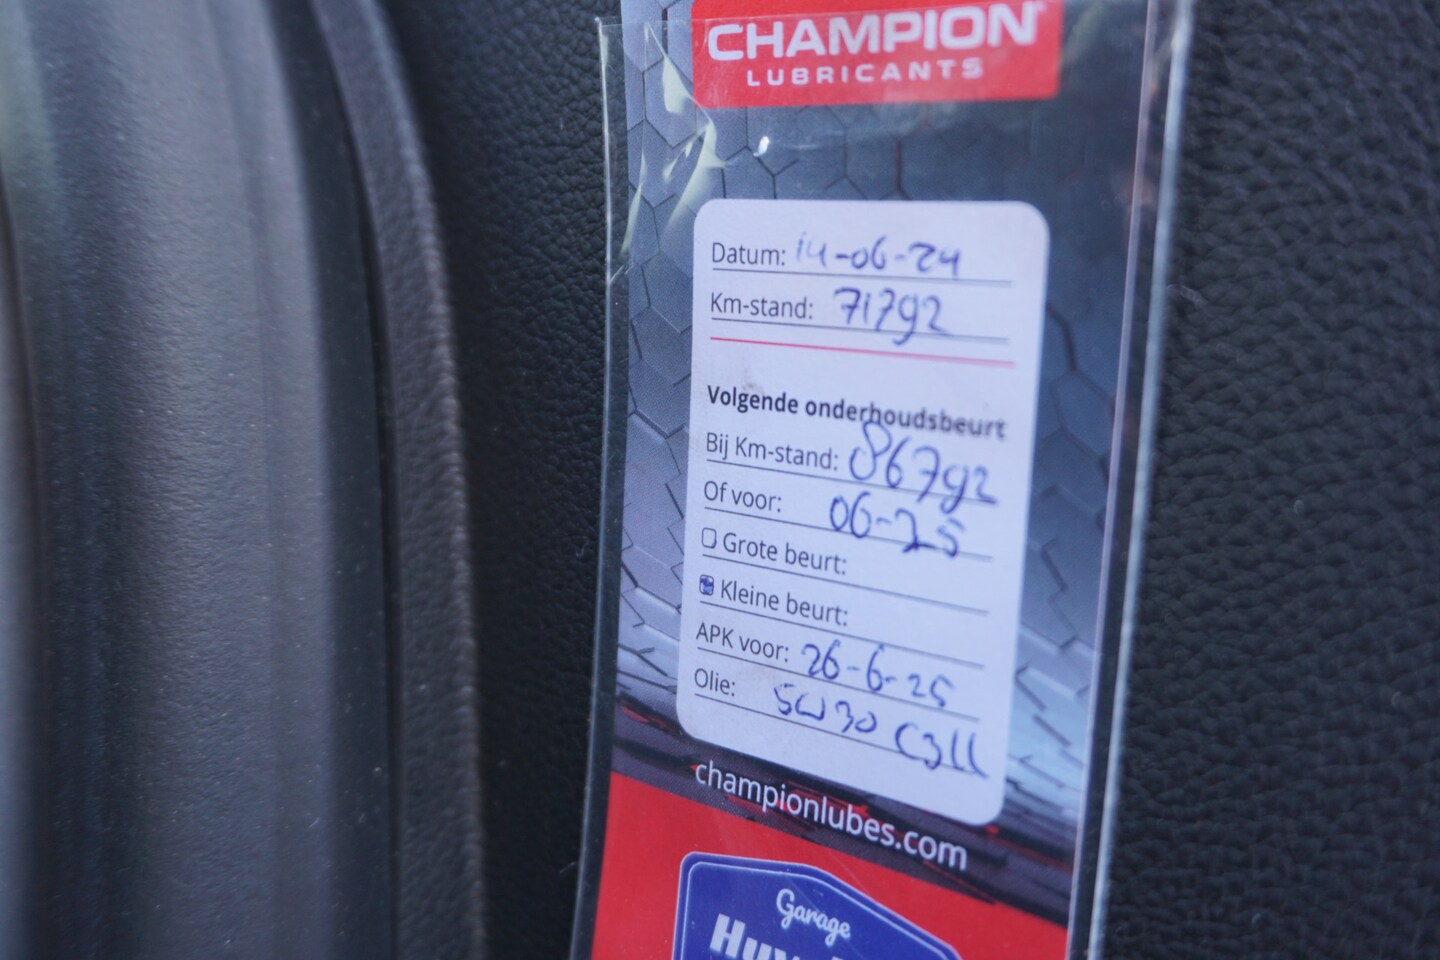 CHAMPION
LUBRICANTS
Datum: 14-06-24
Km-stand: 71792
Volgende onderhoudsbeurt
Bij Km-stand: 86792
Of voor: 06-25
Grote beurt:
Kleine beurt:
APK voor: 26-6-25
Olie: 5W30 C3LL
championlubes.com
Garage